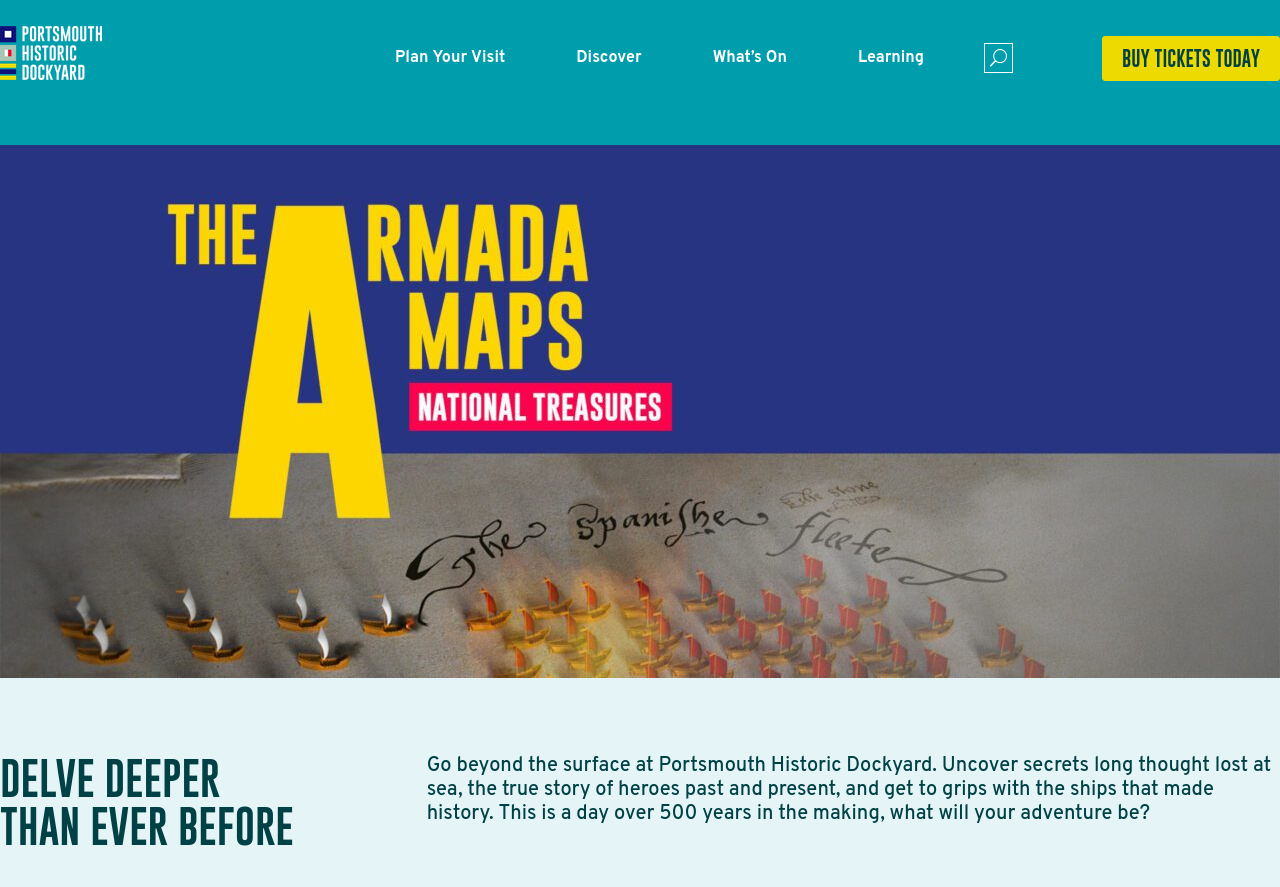 PORTSMOUTH
HISTORIC
DOCKYARD
Plan Your Visit
Discover
What's On
Learning
BUY TICKETS TODAY
THE ARMADA
MAPS
NATIONAL TREASURES
The Spanishe fleete
DELVE DEEPER
THAN EVER BEFORE
Go beyond the surface at Portsmouth Historic Dockyard. Uncover secrets long thought lost at
sea, the true story of heroes past and present, and get to grips with the ships that made
history. This is a day over 500 years in the making, what will your adventure be?